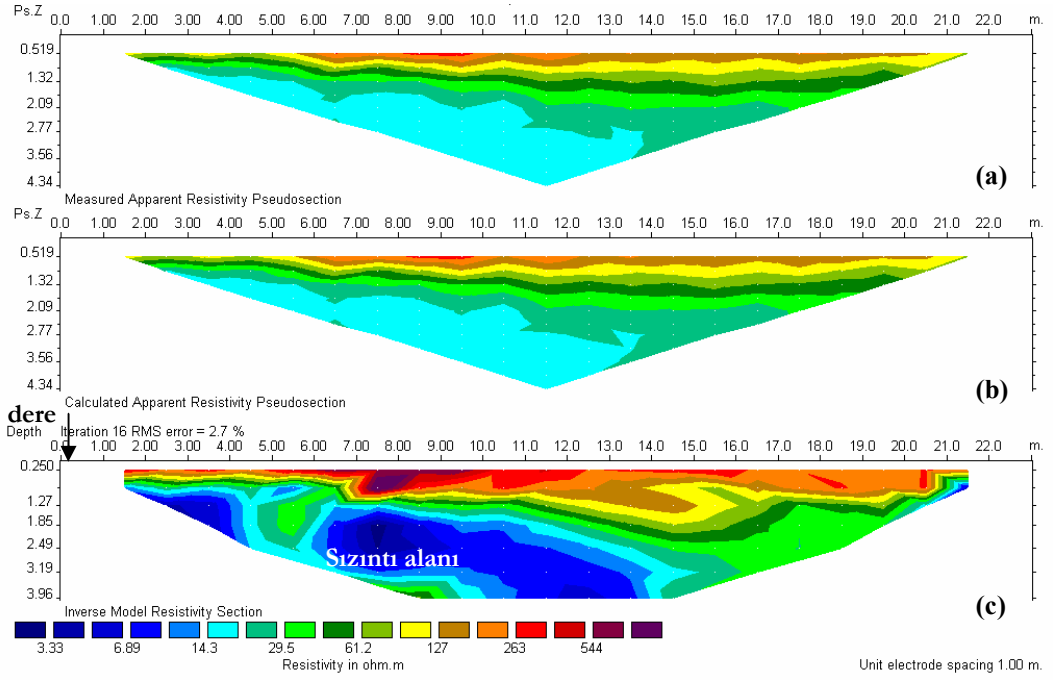 Ps.Z 0.0 1.00 2.00 3.00 4.00 5.00 6.00 7.00 8.00 9.00 10.0 11.0 12.0 13.0 14.0 15.0 16.0 17.0 18.0 19.0 20.0 21.0 22.0 m.
0.519
1.32
2.09
2.77
3.56
4.34
(a)
Measured Apparent Resistivity Pseudosection
Ps.Z 0.0 1.00 2.00 3.00 4.00 5.00 6.00 7.00 8.00 9.00 10.0 11.0 12.0 13.0 14.0 15.0 16.0 17.0 18.0 19.0 20.0 21.0 22.0 m.
0.519
1.32
2.09
2.77
3.56
4.34
(b)
Calculated Apparent Resistivity Pseudosection
dere
Depth Iteration 16 RMS error = 2.7 %
0.0 1.00 2.00 3.00 4.00 5.00 6.00 7.00 8.00 9.00 10.0 11.0 12.0 13.0 14.0 15.0 16.0 17.0 18.0 19.0 20.0 21.0 22.0 m.
0.250
1.27
1.85
2.49
3.19
3.96
Sızıntı alanı
(c)
Inverse Model Resistivity Section
3.33 6.89 14.3 29.5 61.2 127 263 544
Resistivity in ohm.m
Unit electrode spacing 1.00 m.